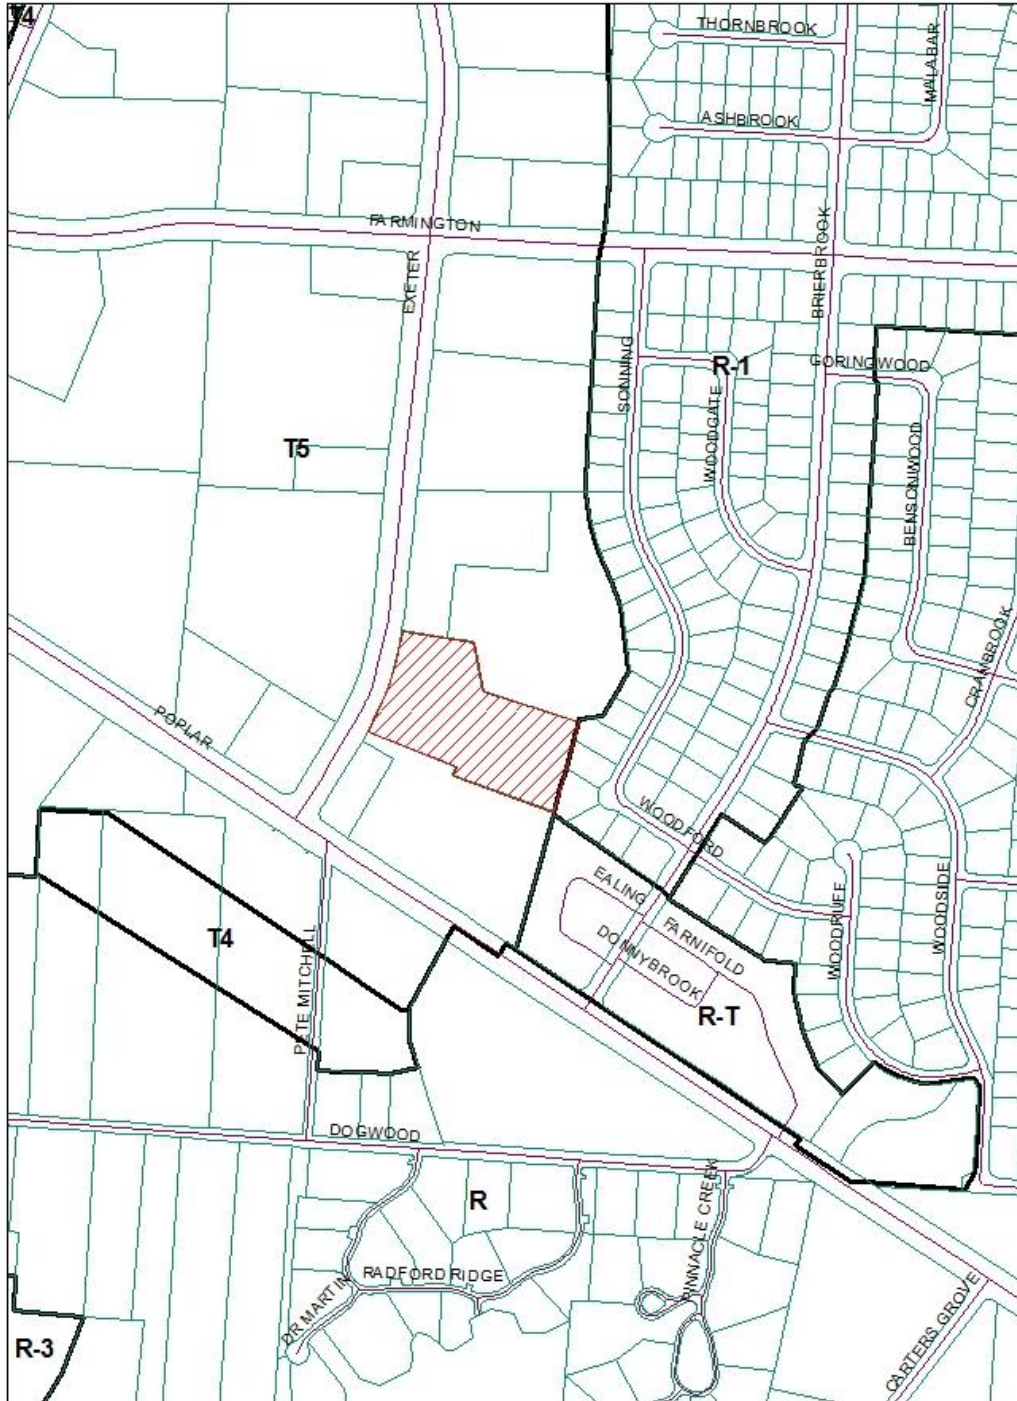 T4
THORNBROOK
MALABAR
ASHBROOK
FARMINGTON
BRIERBROOK
EXETER
SONNING
R-1
GORINGWOOD
WOODGATE
BENSONWOOD
T5
CRANBROOK
POPLAR
WOODFORD
EALING
WOODRUFF
WOODSIDE
FARNIFOLD
DONNYBROOK
T4
PETE MITCHELL
R-T
DOGWOOD
PINNACLE CREEK
R
RADFORD RIDGE
DR MARTIN
CARTERS GROVE
R-3